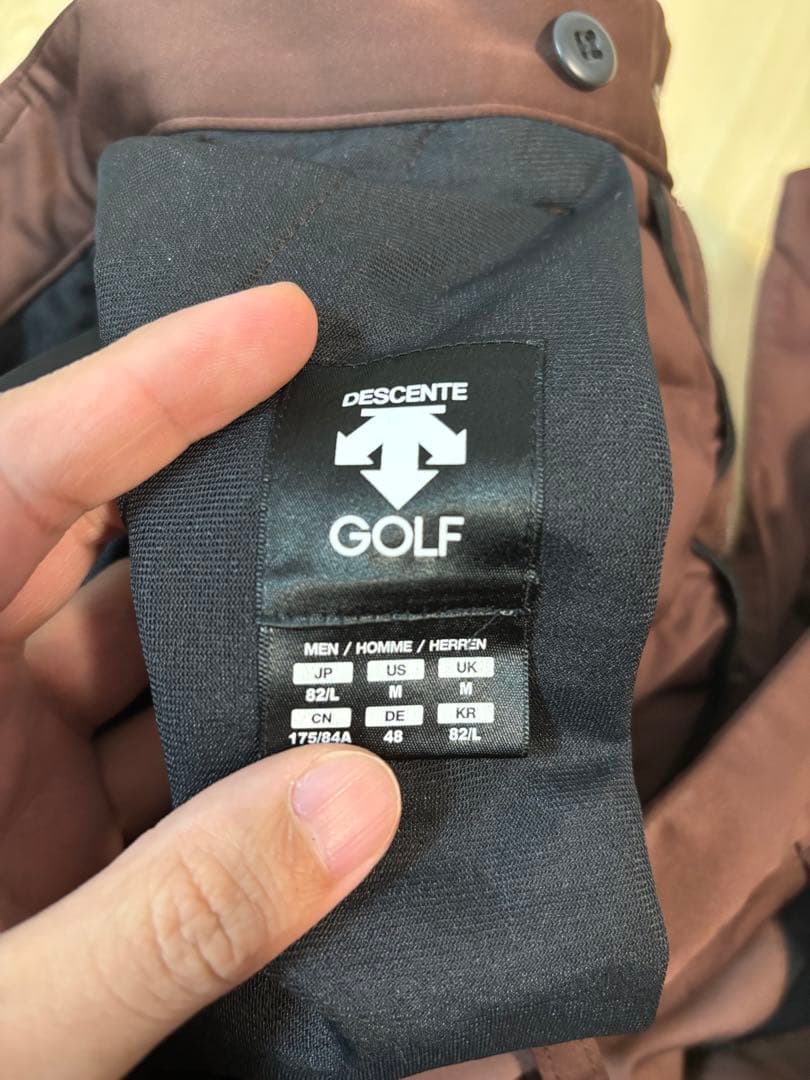 DESCENTE
GOLF
MEN / HOMME / HERREN
JP US UK
82/L M M
CN DE KR
175/84A 48 82/L